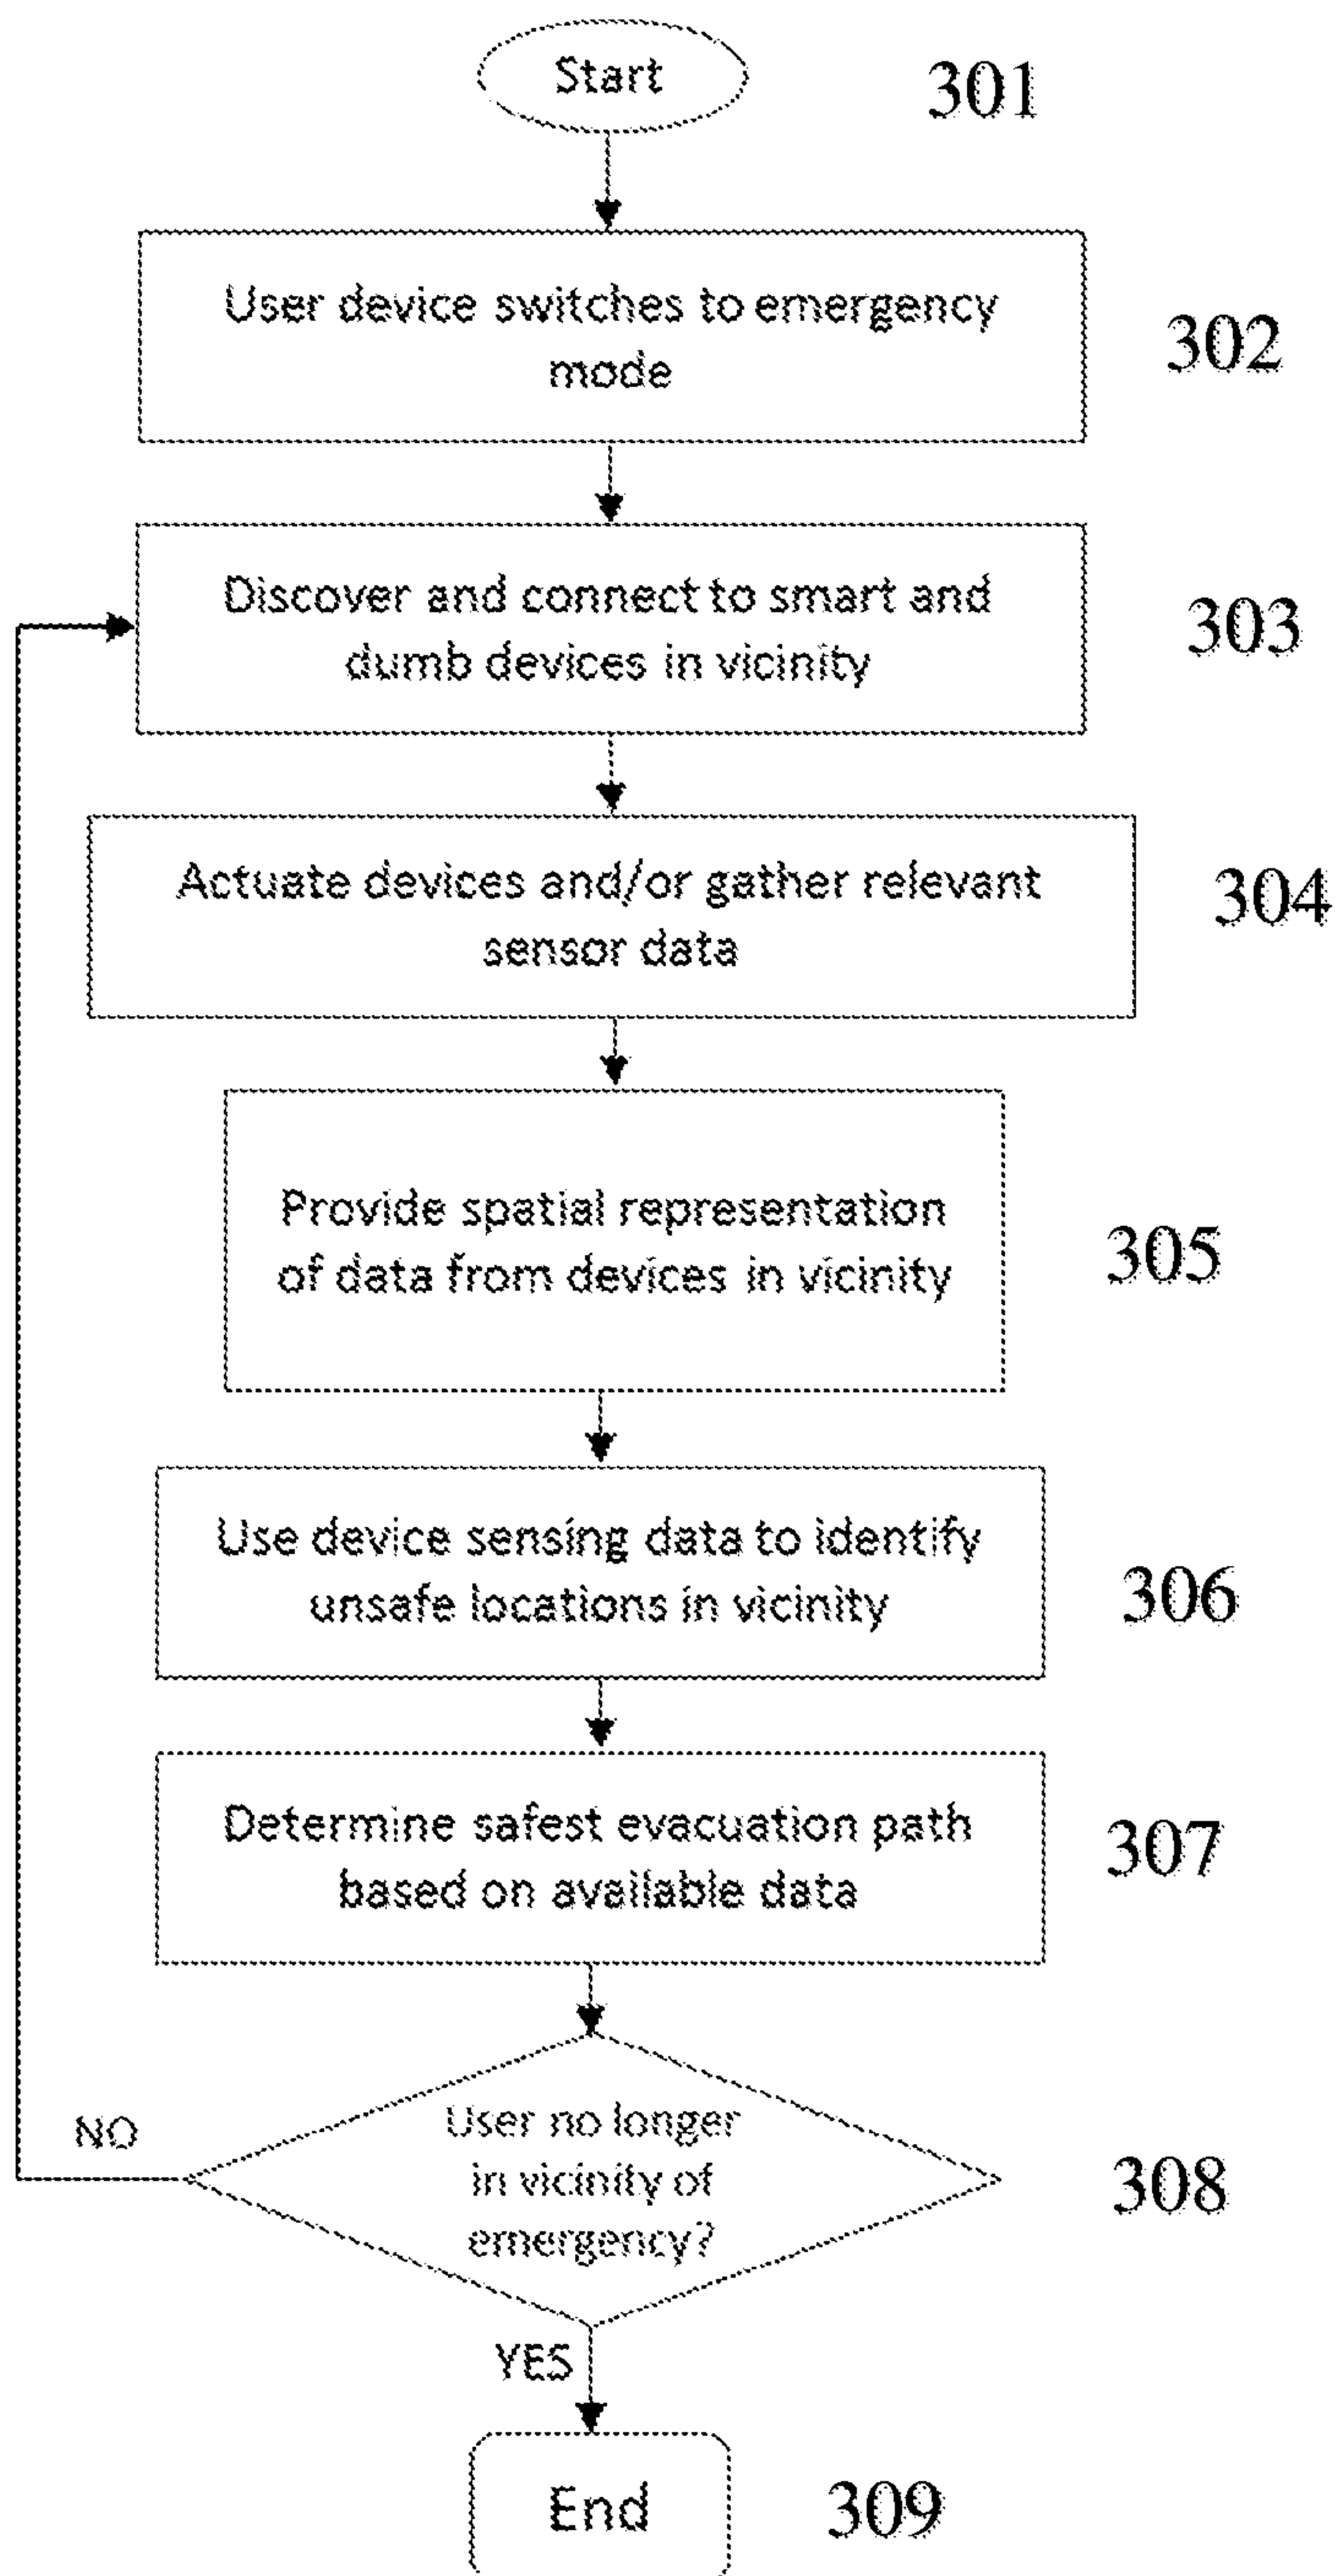 Start
301
User device switches to emergency
mode
302
Discover and connect to smart and
dumb devices in vicinity
303
Actuate devices and/or gather relevant
sensor data
304
Provide spatial representation
of data from devices in vicinity
305
Use device sensing data to identify
unsafe locations in vicinity
306
Determine safest evacuation path
based on available data
307
NO
User no longer
in vicinity of
emergency?
308
YES
End
309